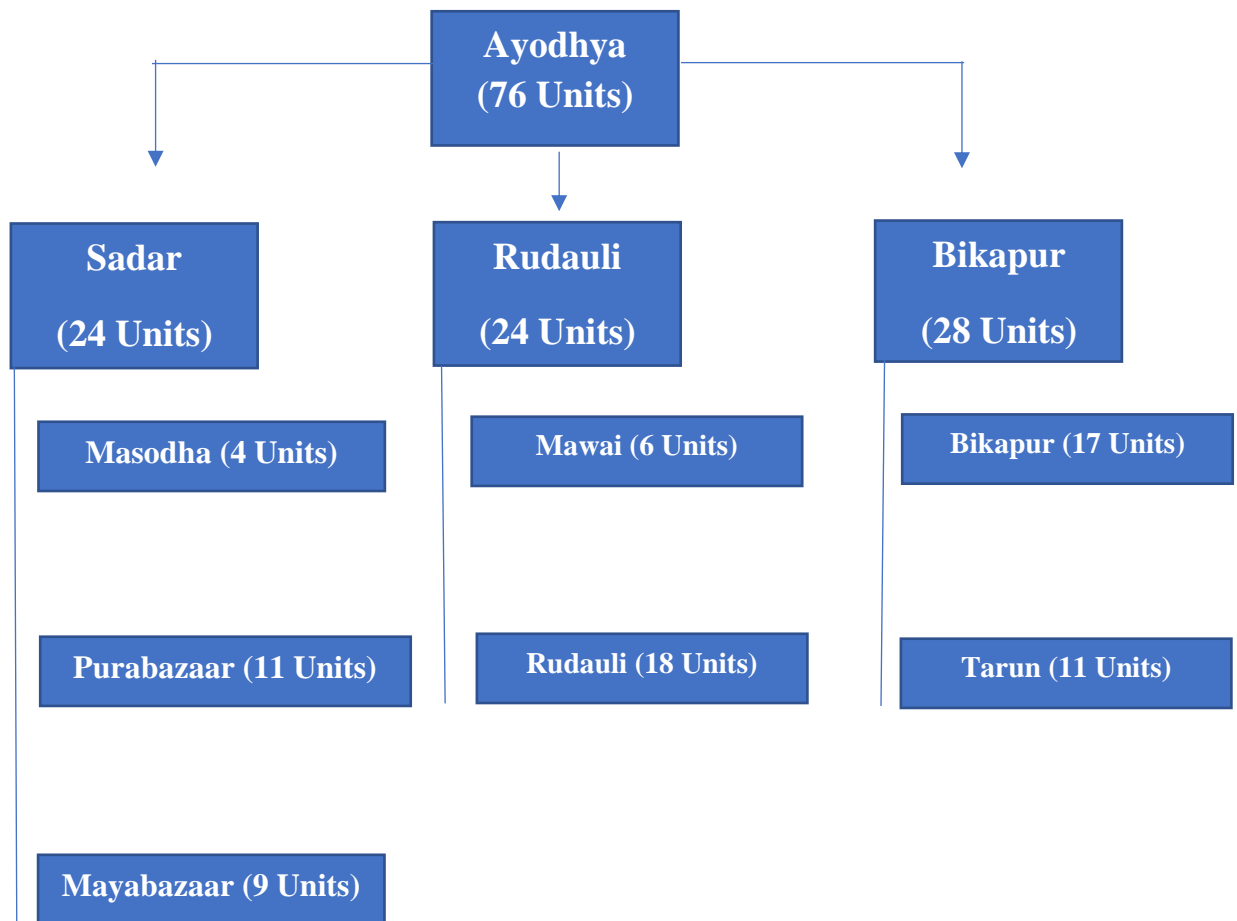 Ayodhya
(76 Units)
Sadar
(24 Units)
Rudauli
(24 Units)
Bikapur
(28 Units)
Masodha (4 Units)
Mawai (6 Units)
Bikapur (17 Units)
Purabazaar (11 Units)
Rudauli (18 Units)
Tarun (11 Units)
Mayabazaar (9 Units)